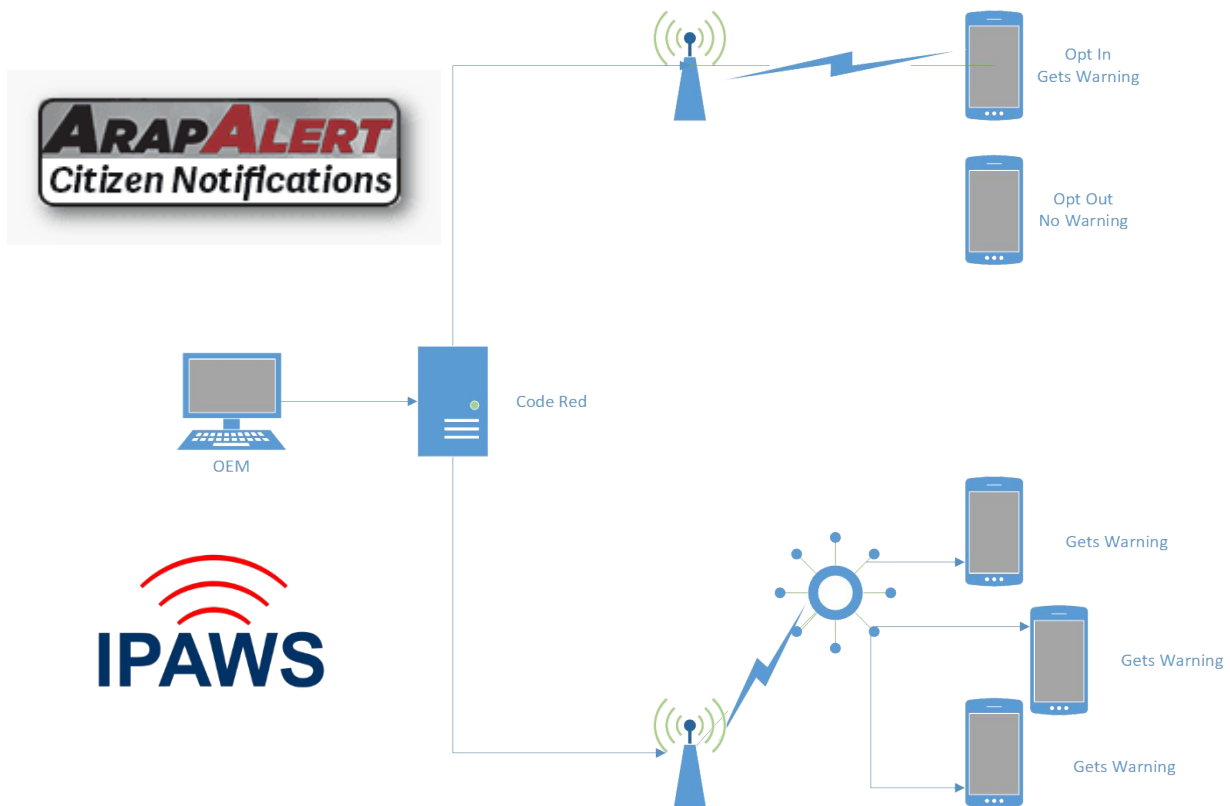 ARAPALERT
Citizen Notifications
Opt In
Gets Warning
Opt Out
No Warning
Code Red
OEM
IPAWS
Gets Warning
Gets Warning
Gets Warning